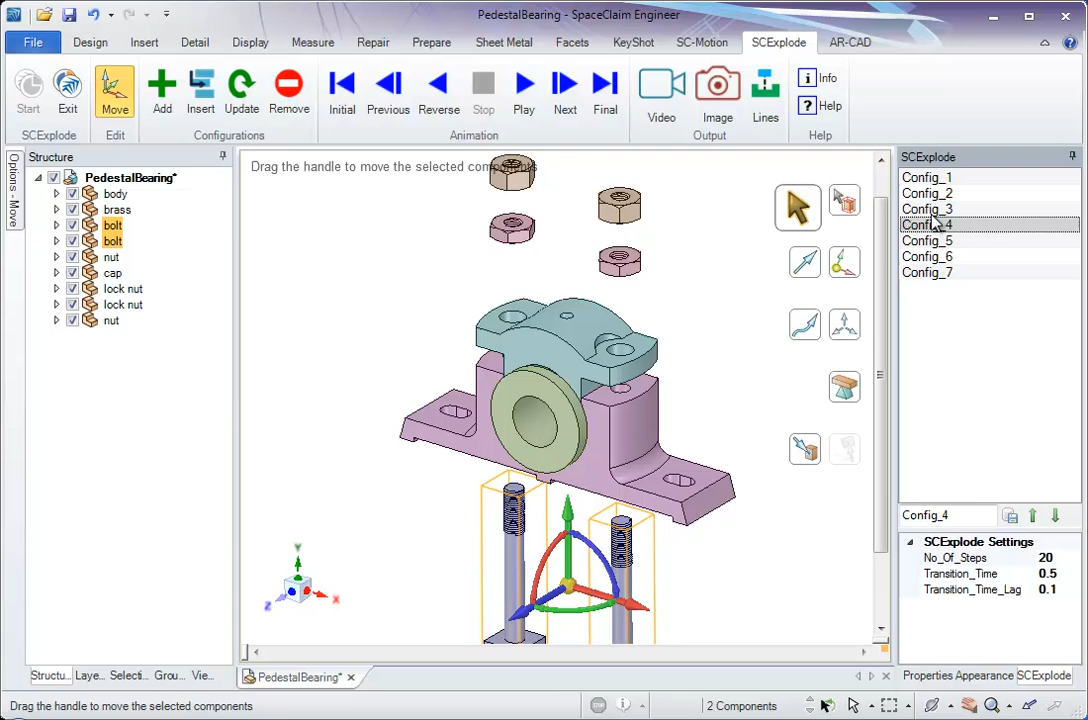 PedestalBearing - SpaceClaim Engineer
File Design Insert Detail Display Measure Repair Prepare Sheet Metal Facets KeyShot SC-Motion SCExplode AR-CAD
Start Exit Move Add Insert Update Remove Initial Previous Reverse Stop Play Next Final Video Image Lines Info
Help
SCExplode Edit Configurations Animation Output Help
Options - Move
Structure
PedestalBearing*
body
brass
bolt
bolt
nut
cap
lock nut
lock nut
nut
Drag the handle to move the selected components
Y
Z
X
SCExplode
Config_1
Config_2
Config_3
Config_4
Config_5
Config_6
Config_7
Config_4
SCExplode Settings
No_Of_Steps 20
Transition_Time 0.5
Transition_Time_Lag 0.1
Structu... Laye... Selecti... Grou... Vie...
PedestalBearing*
Properties Appearance SCExplode
Drag the handle to move the selected components
2 Components